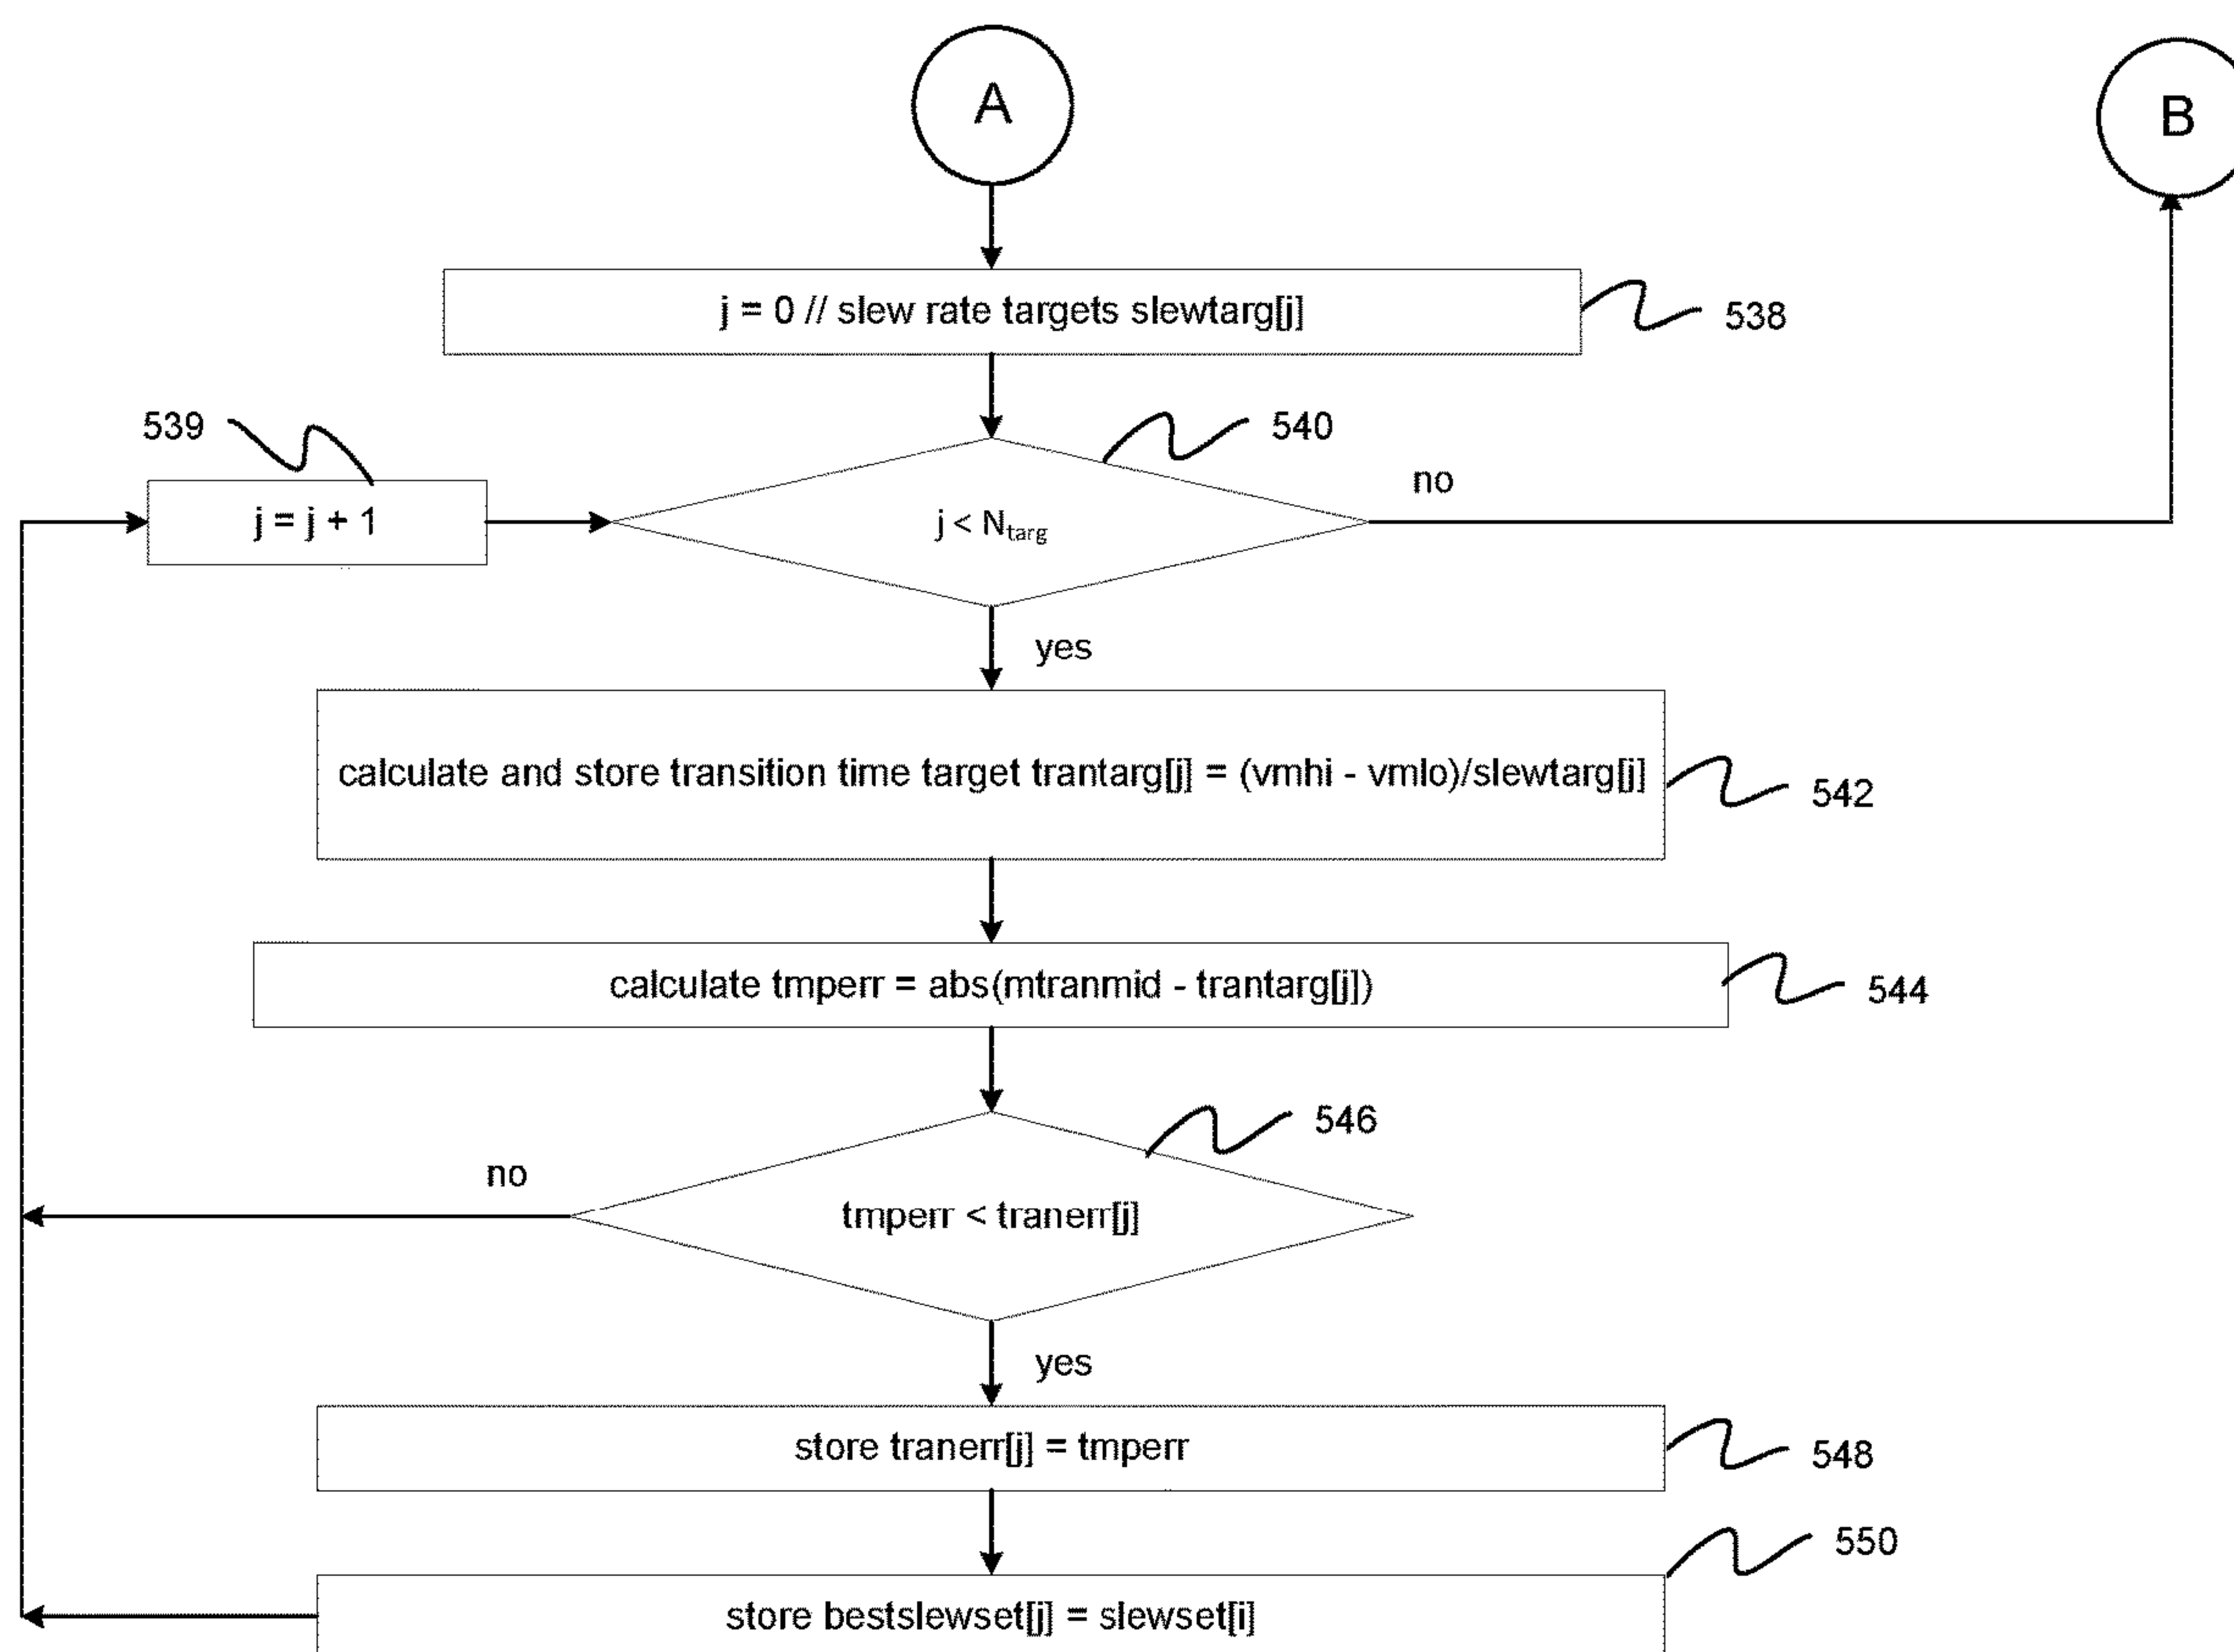 A
B
j = 0 // slew rate targets slewtarg[j]
538
539
540
no
j = j + 1
j < Ntarg
yes
calculate and store transition time target trantarg[j] = (vmhi - vmlo)/slewtarg[j]
542
calculate tmperr = abs(mtranmid - trantarg[j])
544
546
no
tmperr < tranerr[j]
yes
store tranerr[j] = tmperr
548
550
store bestslewset[j] = slewset[i]